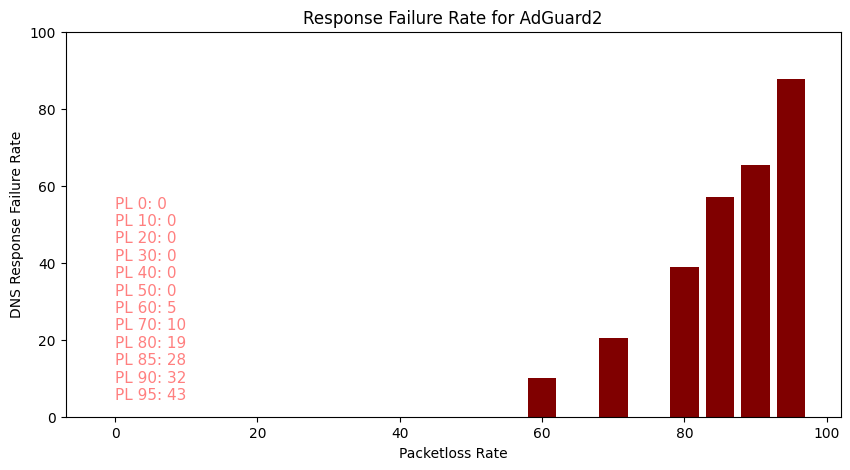 Response Failure Rate for AdGuard2
100
80
60
40
20
0
DNS Response Failure Rate
PL 0: 0
PL 10: 0
PL 20: 0
PL 30: 0
PL 40: 0
PL 50: 0
PL 60: 5
PL 70: 10
PL 80: 19
PL 85: 28
PL 90: 32
PL 95: 43
0 20 40 60 80 100
Packetloss Rate